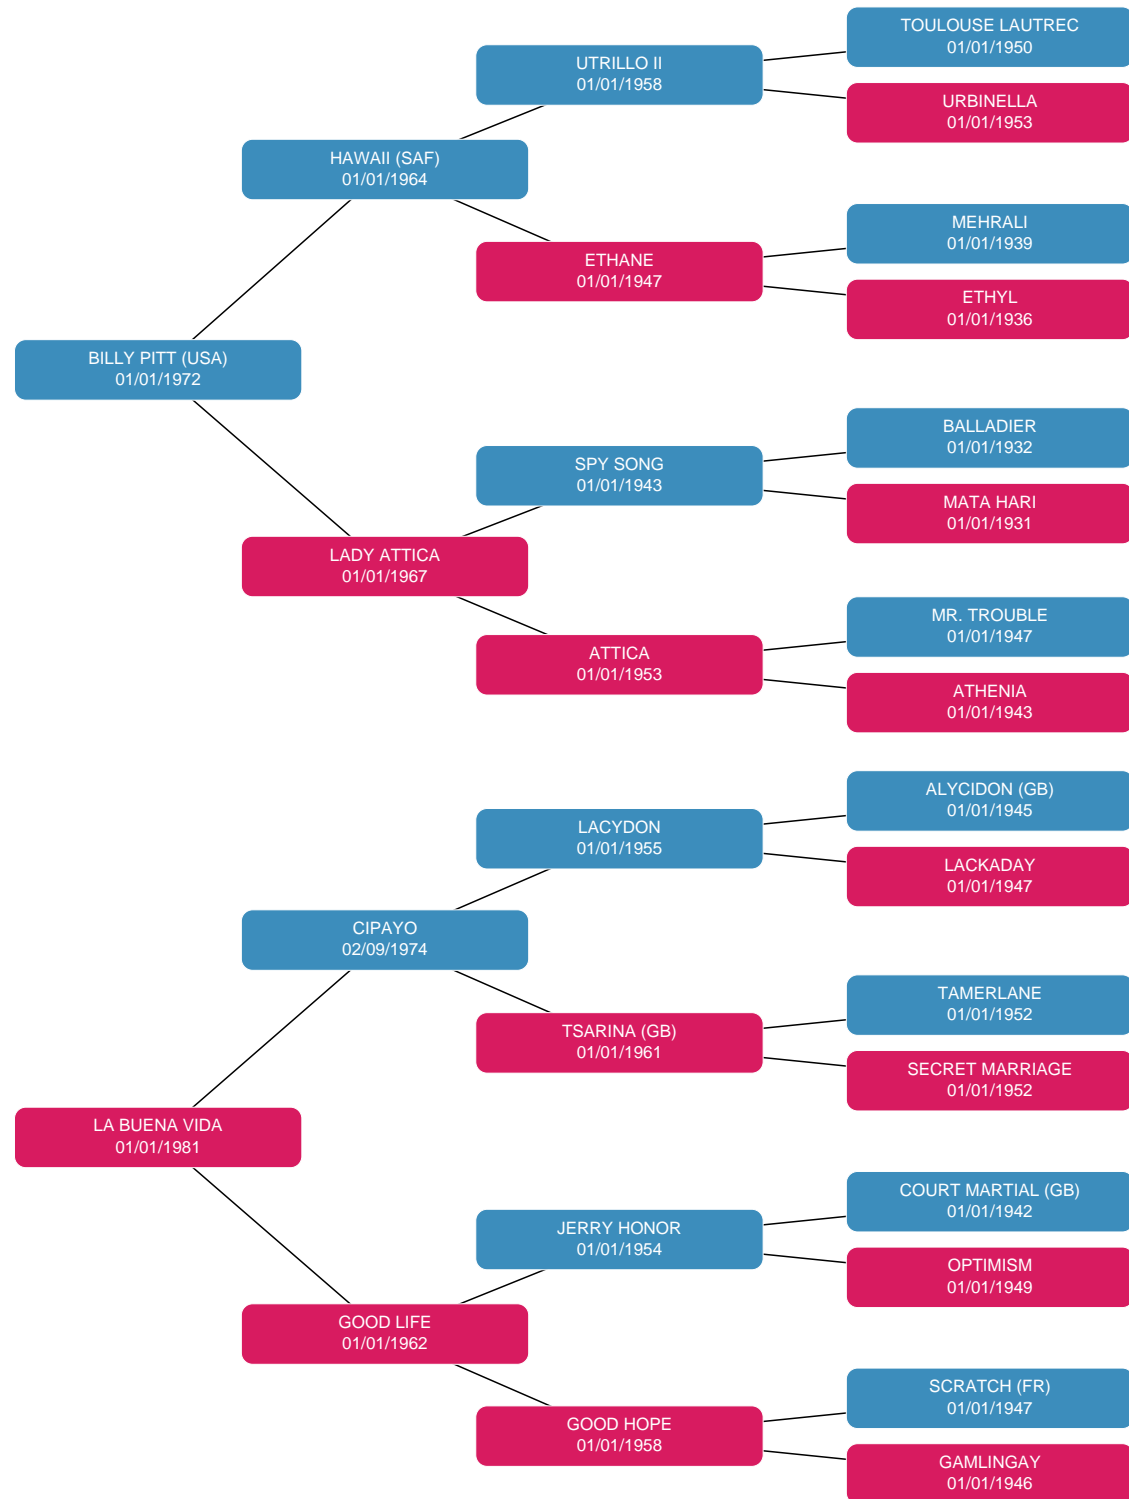 TOULOUSE LAUTREC
01/01/1950
UTRILLO II
01/01/1958
URBINELLA
01/01/1953
HAWAII (SAF)
01/01/1964
MEHRALI
01/01/1939
ETHANE
01/01/1947
ETHYL
01/01/1936
BILLY PITT (USA)
01/01/1972
BALLADIER
01/01/1932
SPY SONG
01/01/1943
MATA HARI
01/01/1931
LADY ATTICA
01/01/1967
MR. TROUBLE
01/01/1947
ATTICA
01/01/1953
ATHENIA
01/01/1943
ALYCIDON (GB)
01/01/1945
LACYDON
01/01/1955
LACKADAY
01/01/1947
CIPAYO
02/09/1974
TAMERLANE
01/01/1952
TSARINA (GB)
01/01/1961
SECRET MARRIAGE
01/01/1952
LA BUENA VIDA
01/01/1981
COURT MARTIAL (GB)
01/01/1942
JERRY HONOR
01/01/1954
OPTIMISM
01/01/1949
GOOD LIFE
01/01/1962
SCRATCH (FR)
01/01/1947
GOOD HOPE
01/01/1958
GAMLINGAY
01/01/1946